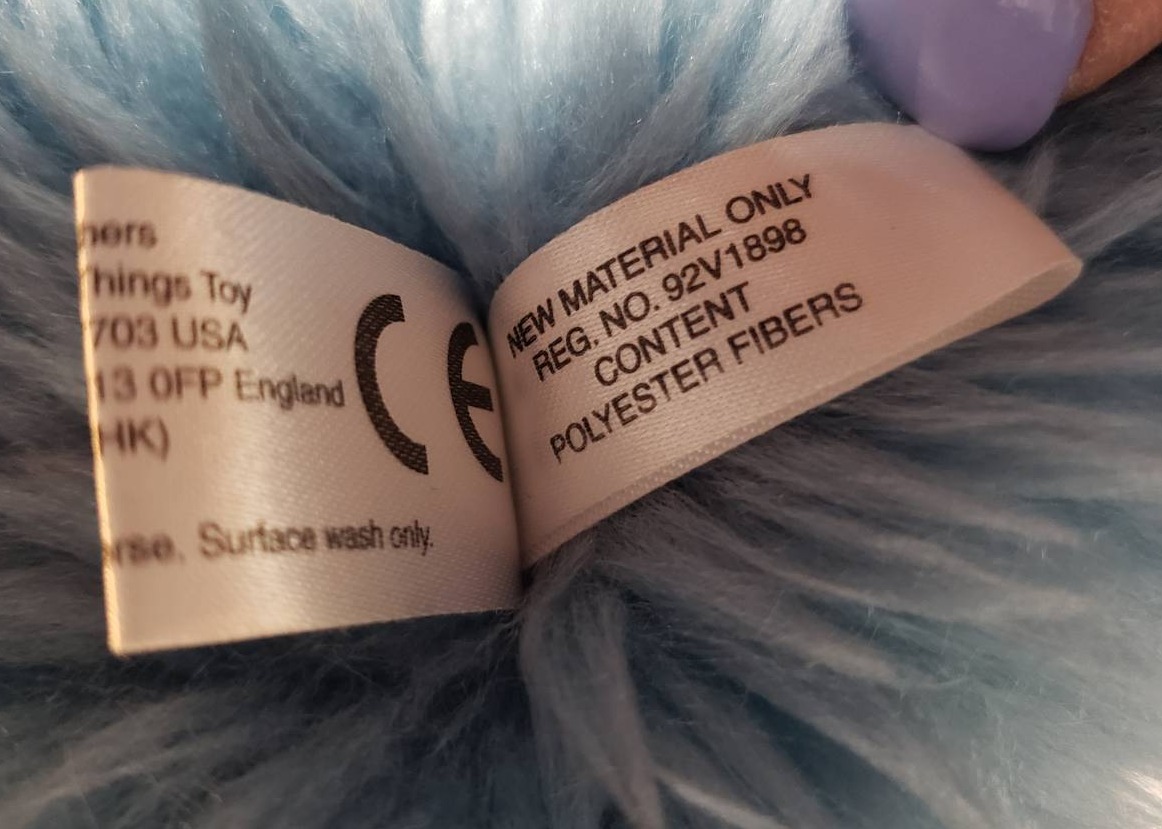 hings Toy
703 USA
13 0FP England
HK)
Surface wash only.
CE
NEW MATERIAL ONLY
REG. NO. 92V1898
CONTENT
POLYESTER FIBERS